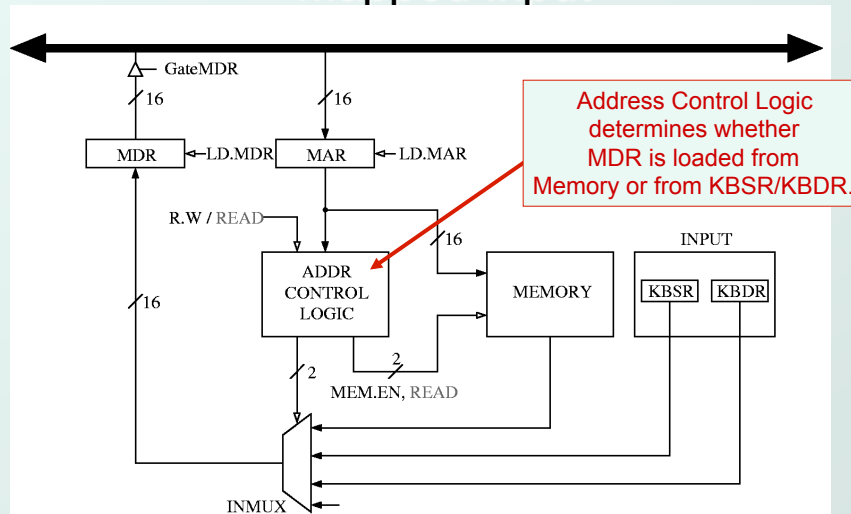 GateMDR
16
16
MDR
LD.MDR
MAR
LD.MAR
Address Control Logic
determines whether
MDR is loaded from
Memory or from KBSR/KBDR.
R.W / READ
16
INPUT
ADDR
CONTROL
LOGIC
MEMORY
KBSR
KBDR
16
2
2
MEM.EN, READ
INMUX